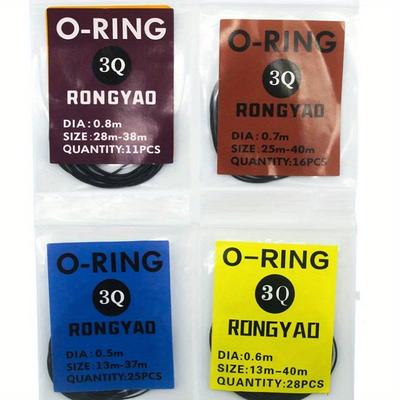 O-RING
3Q
RONGYAO
DIA:0.8m
SIZE:28m-38m
QUANTITY:11PCS
O-RING
3Q
RONGYAO
DIA:0.7m
SIZE:25m-40m
QUANTITY:16PCS
O-RING
3Q
RONGYAO
DIA:0.5m
SIZE:13m-37m
QUANTITY:25PCS
O-RING
3Q
RONGYAO
DIA:0.6m
SIZE:13m-40m
QUANTITY:28PCS